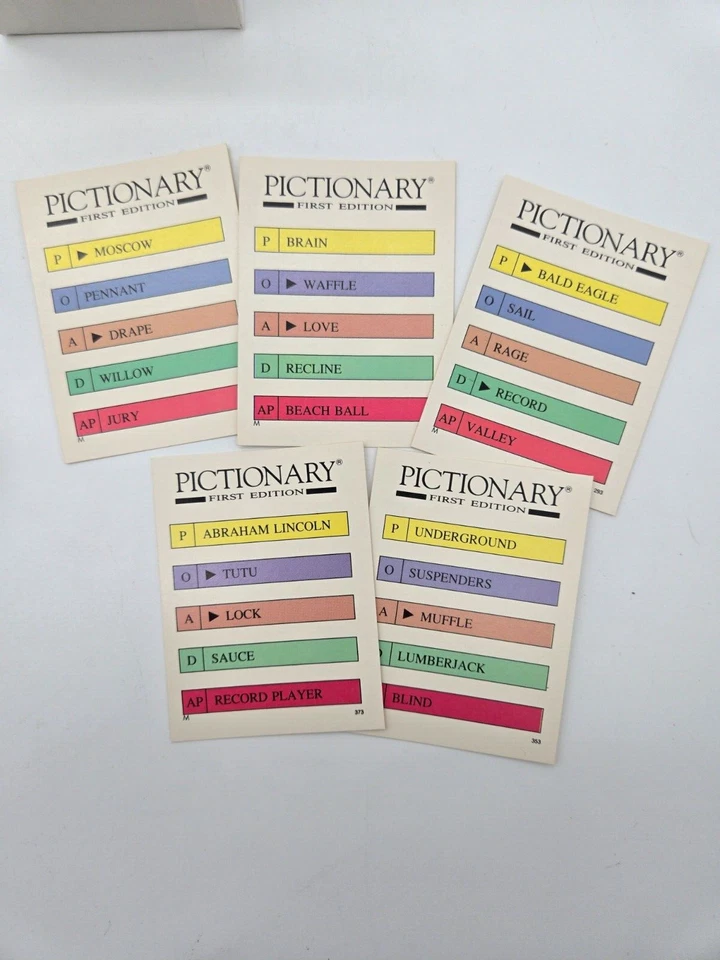 PICTIONARY®
FIRST EDITION
P ▶ MOSCOW
O PENNANT
A ▶ DRAPE
D WILLOW
AP JURY
M
PICTIONARY®
FIRST EDITION
P BRAIN
O ▶ WAFFLE
A ▶ LOVE
D RECLINE
AP BEACH BALL
M
PICTIONARY®
FIRST EDITION
P ▶ BALD EAGLE
O SAIL
A RAGE
D ▶ RECORD
AP VALLEY
M
293
PICTIONARY®
FIRST EDITION
P ABRAHAM LINCOLN
O ▶ TUTU
A ▶ LOCK
D SAUCE
AP RECORD PLAYER
M
373
PICTIONARY®
FIRST EDITION
P UNDERGROUND
O SUSPENDERS
A ▶ MUFFLE
D LUMBERJACK
BLIND
353